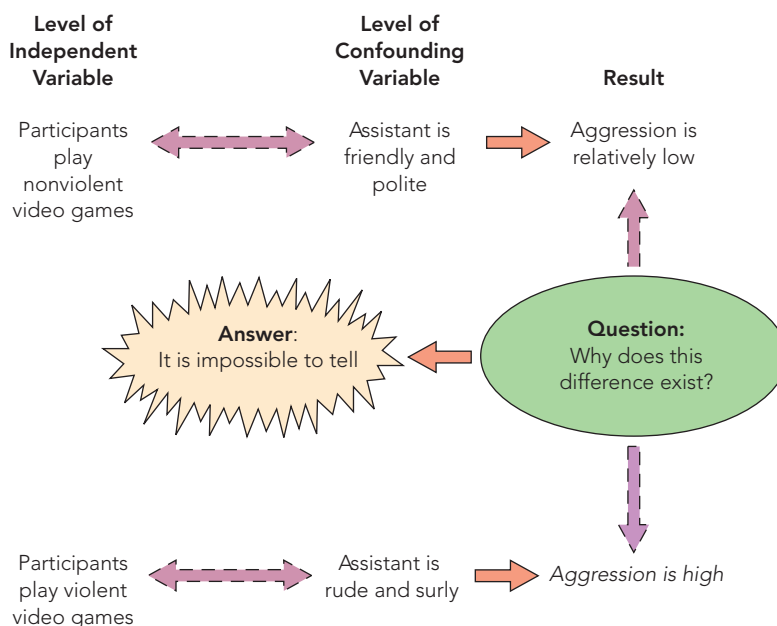 Level of
Independent
Variable
Level of
Confounding
Variable
Result
Participants
play
nonviolent
video games
Assistant is
friendly and
polite
Aggression is
relatively low
Answer:
It is impossible to tell
Question:
Why does this
difference exist?
Participants
play violent
video games
Assistant is
rude and surly
Aggression is high